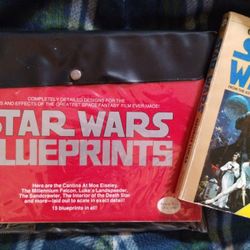 COMPLETELY DETAILED DESIGNS FOR THE
S AND EFFECTS OF THE GREATEST SPACE FANTASY FILM EVER MADE!
STAR WARS
BLUEPRINTS
Here are the Cantina At Mos Eisley,
The Millennium Falcon, Luke's Landspeeder,
The Sandcrawler, The Interior of the Death Star
and more—laid out to scale in exact detail!
15 blueprints in all!